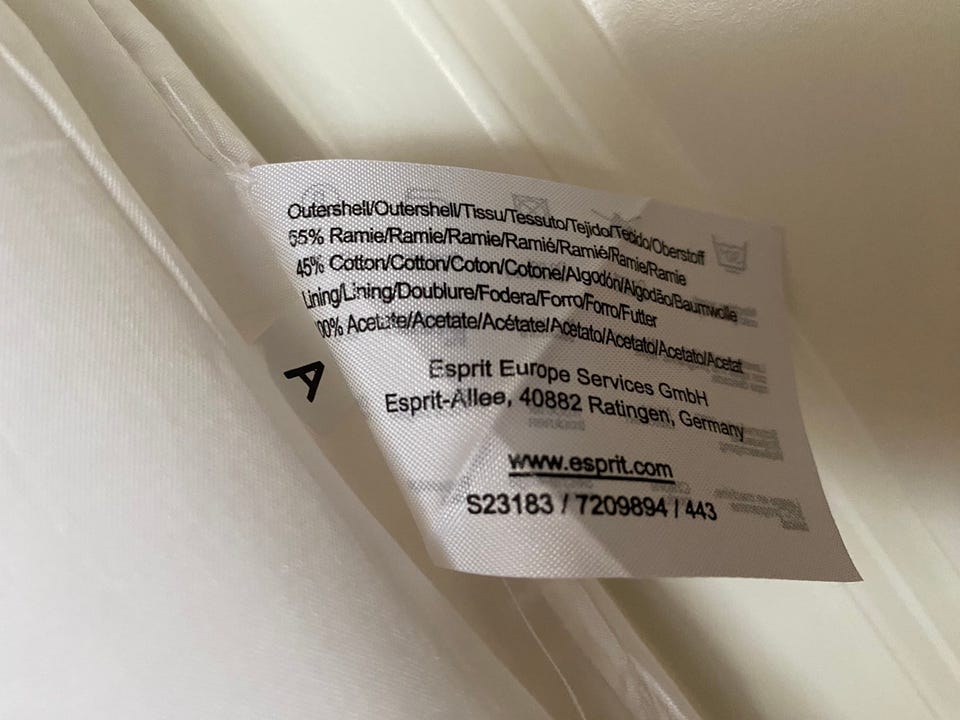 Outershell/Outershell/Tissu/Tessuto/Tejido/Tecido/Oberstoff
55% Ramie/Ramie/Ramie/Ramié/Ramié/Ramie/Ramie
45% Cotton/Cotton/Coton/Cotone/Algodón/Algodão/Baumwolle
Lining/Lining/Doublure/Fodera/Forro/Forro/Futter
100% Acetate/Acetate/Acétate/Acetato/Acetato/Acetato/Acetat
Esprit Europe Services GmbH
Esprit-Allee, 40882 Ratingen, Germany
www.esprit.com
S23183 / 7209894 / 443
A